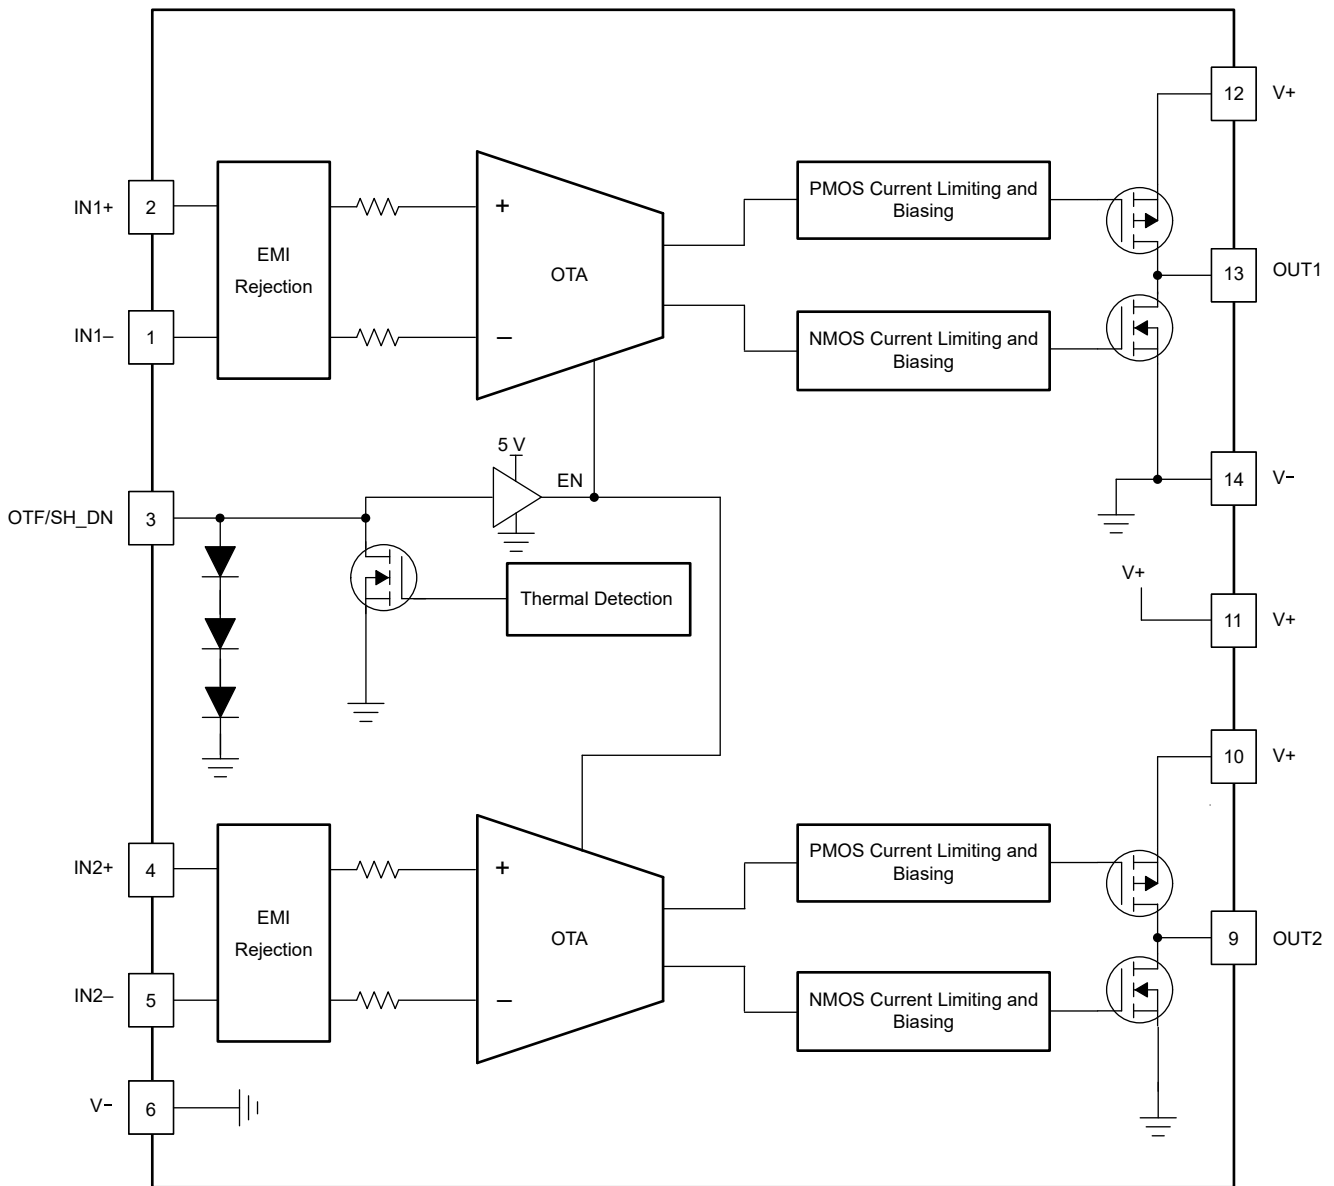 12 V+
PMOS Current Limiting and
Biasing
IN1+ 2
+
EMI
Rejection
OTA
13 OUT1
IN1– 1
–
NMOS Current Limiting and
Biasing
5 V
EN
14 V–
OTF/SH_DN 3
V+
Thermal Detection
11 V+
10 V+
PMOS Current Limiting and
Biasing
IN2+ 4
+
EMI
Rejection
OTA
9 OUT2
IN2– 5
–
NMOS Current Limiting and
Biasing
V– 6